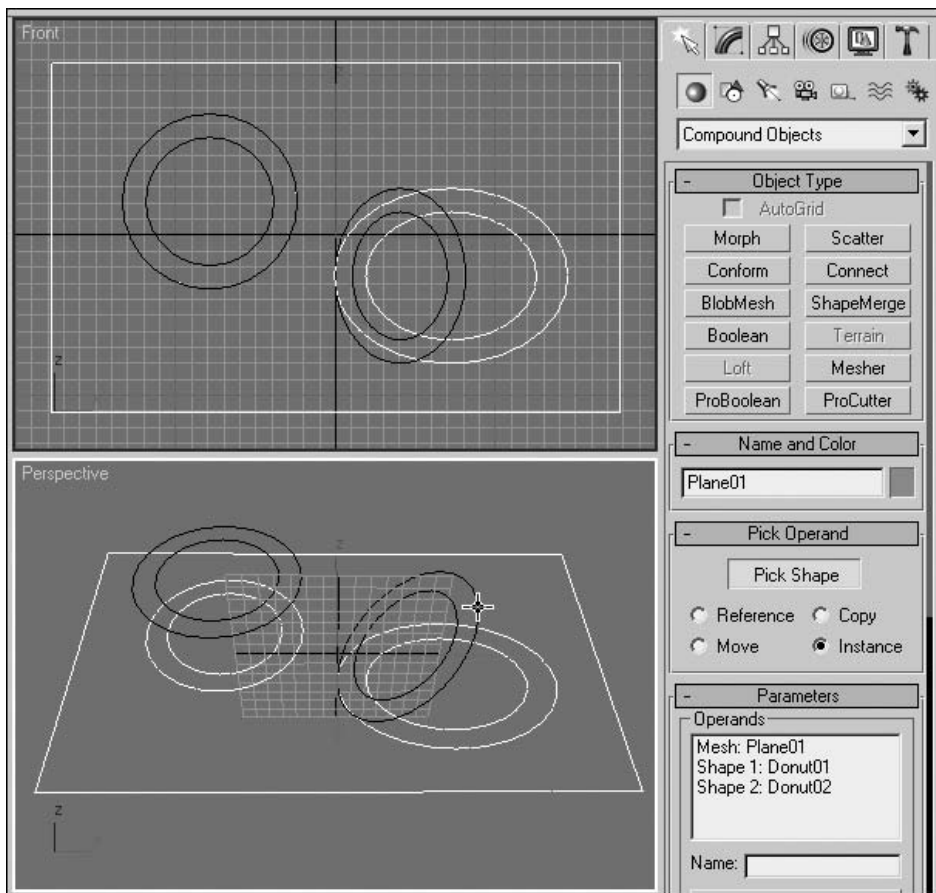 Front
z
z
Perspective
z
z
z
Compound Objects
- Object Type
AutoGrid
Morph Scatter
Conform Connect
BlobMesh ShapeMerge
Boolean Terrain
Loft Mesher
ProBoolean ProCutter
- Name and Color
Plane01
- Pick Operand
Pick Shape
Reference Copy
Move Instance
- Parameters
Operands
Mesh: Plane01
Shape 1: Donut01
Shape 2: Donut02
Name: